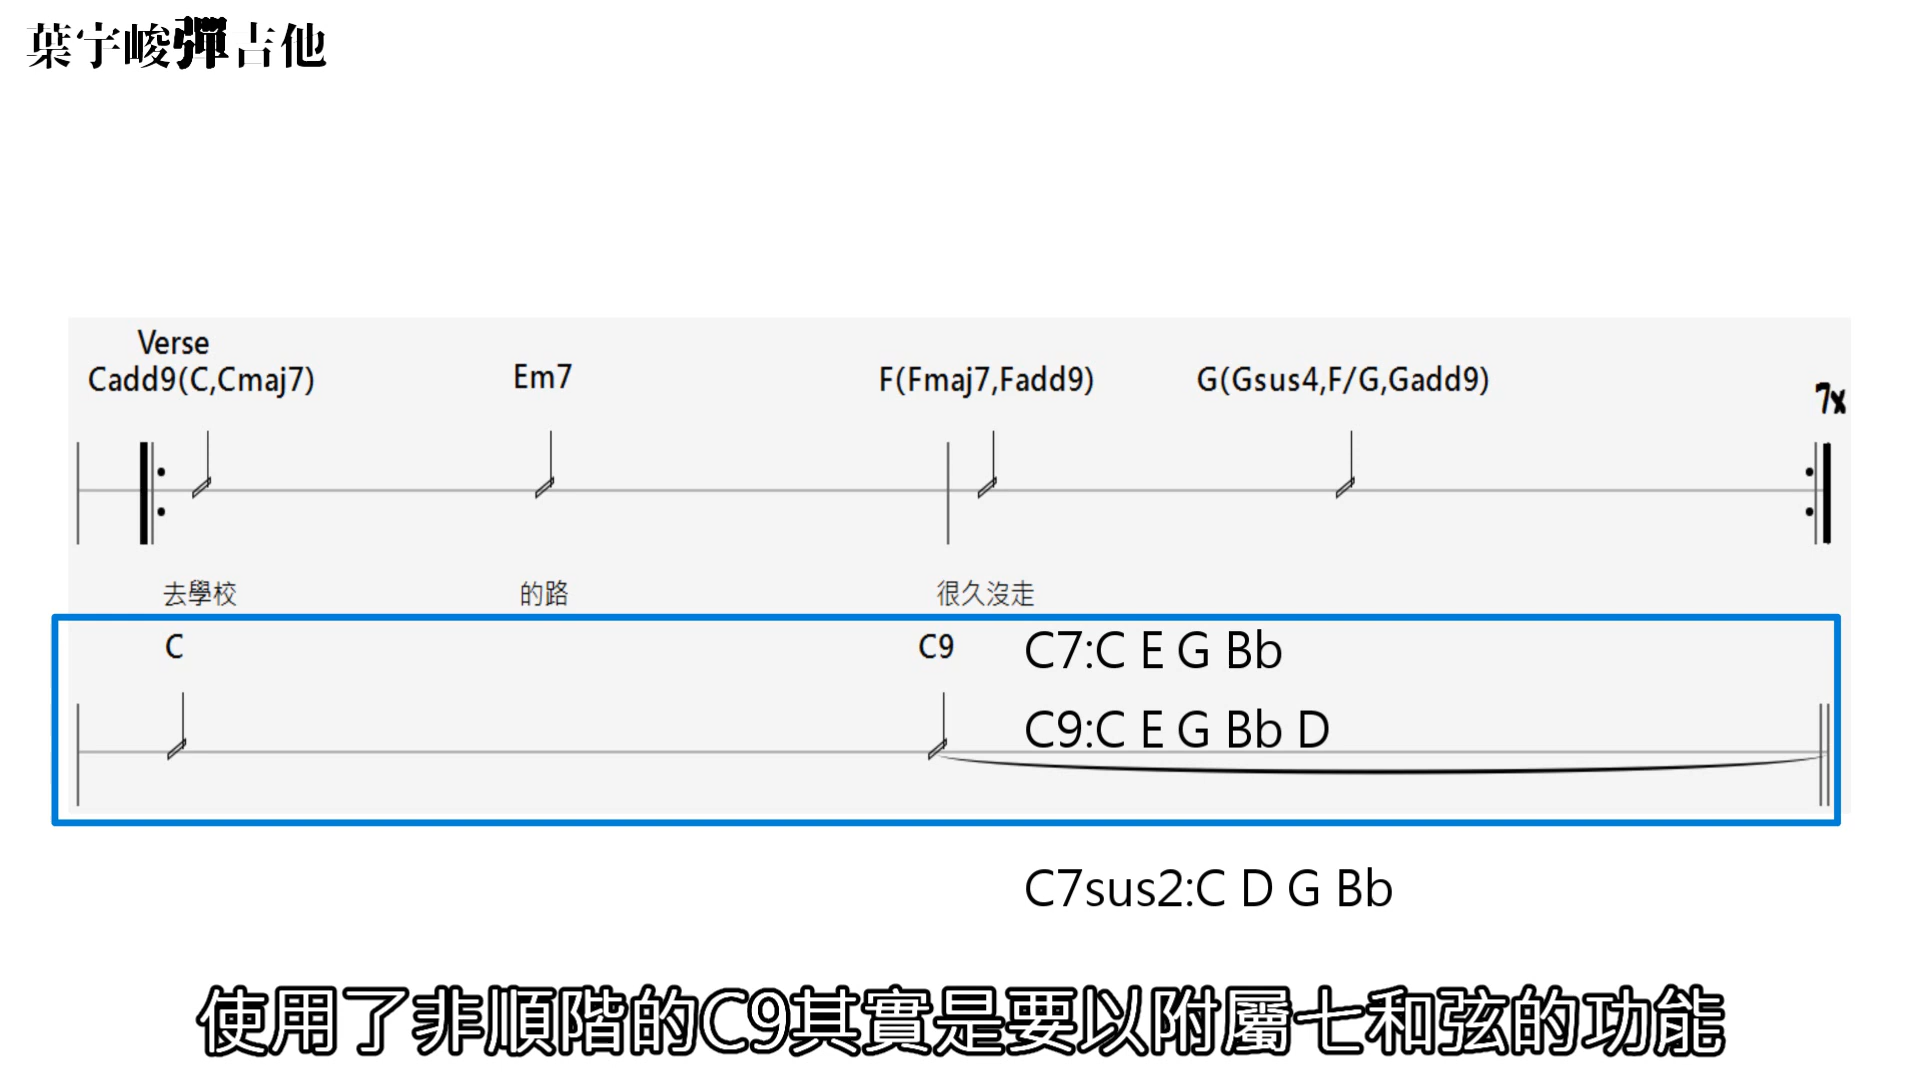 葉宇峻彈吉他
Verse
Cadd9(C,Cmaj7) Em7 F(Fmaj7,Fadd9) G(Gsus4,F/G,Gadd9) 7x
去學校 的路 很久沒走
C C9 C7:C E G Bb
C9:C E G Bb D
C7sus2:C D G Bb
使用了非順階的C9其實是要以附屬七和弦的功能